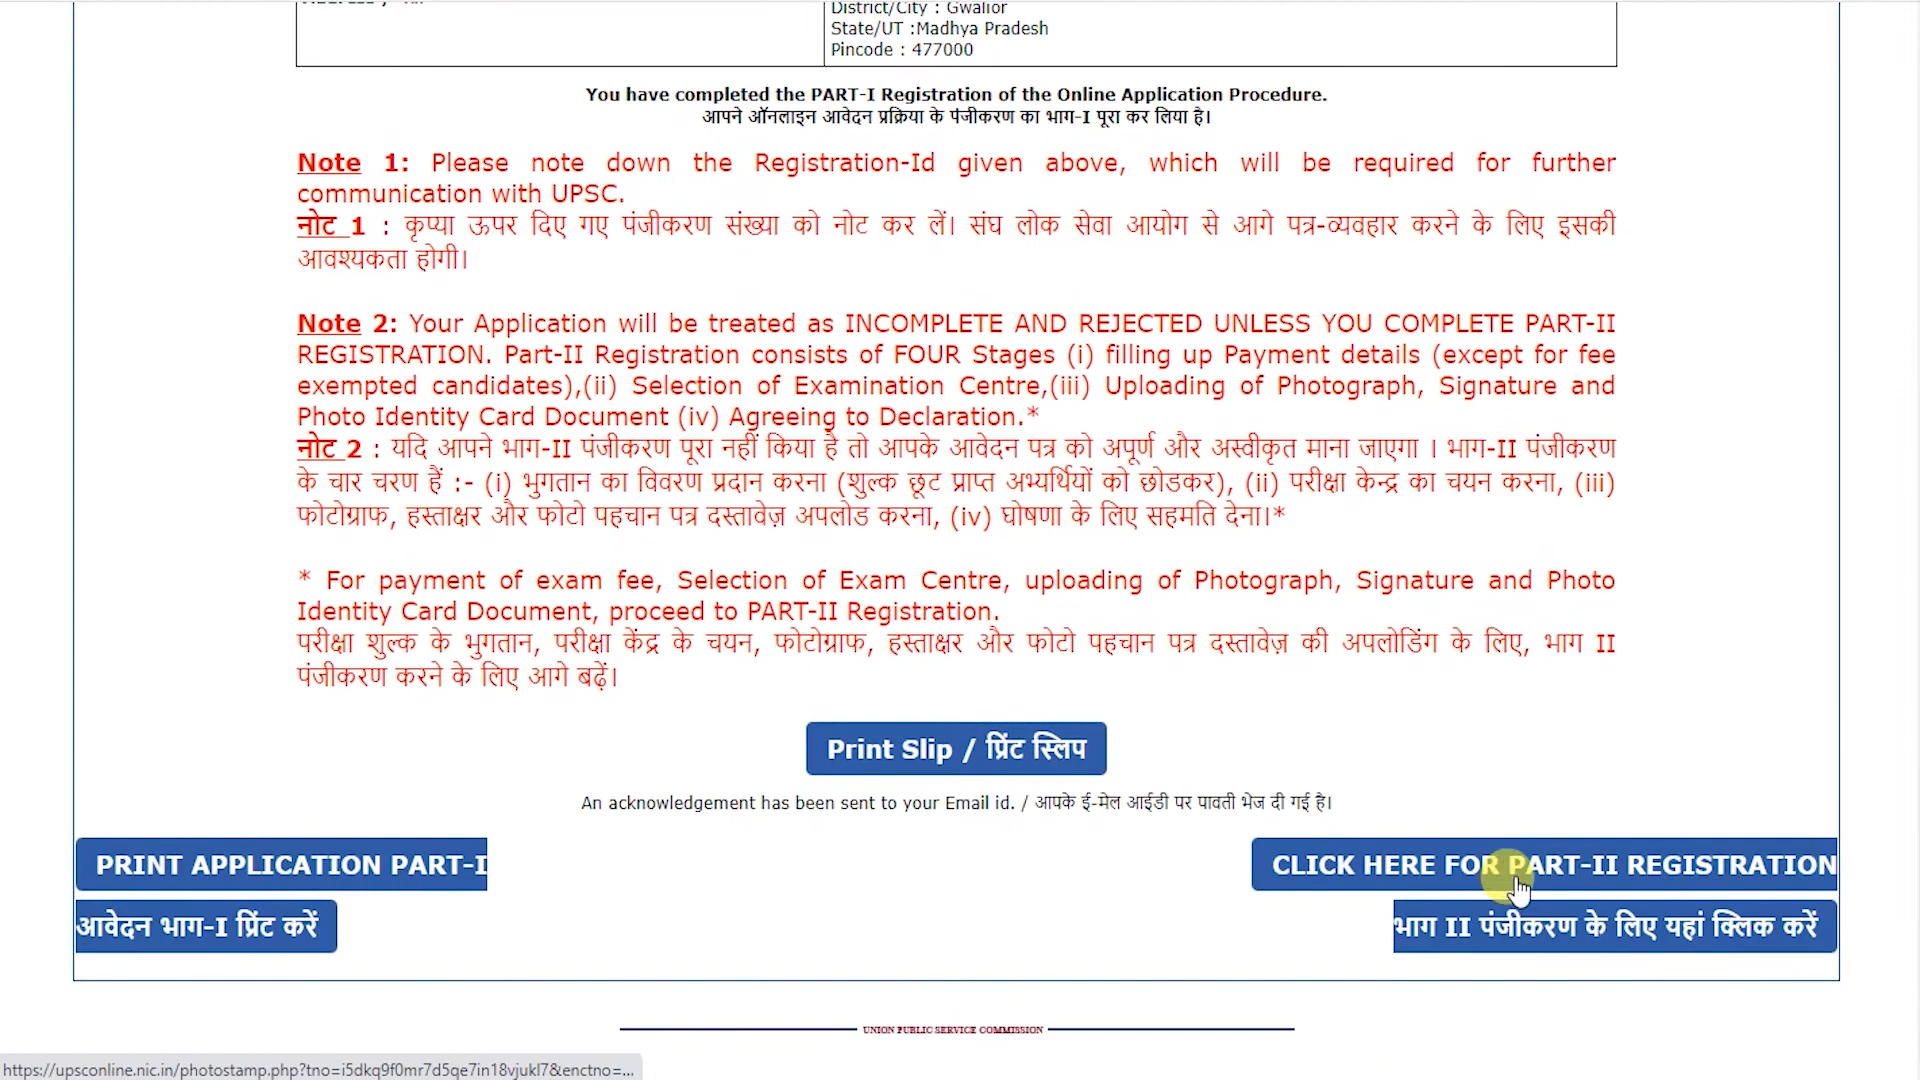 District/City : Gwalior
State/UT :Madhya Pradesh
Pincode : 477000
You have completed the PART-I Registration of the Online Application Procedure.
आपने ऑनलाइन आवेदन प्रक्रिया के पंजीकरण का भाग-I पूरा कर लिया है।
Note 1: Please note down the Registration-Id given above, which will be required for further
communication with UPSC.
नोट 1 : कृप्या ऊपर दिए गए पंजीकरण संख्या को नोट कर लें। संघ लोक सेवा आयोग से आगे पत्र-व्यवहार करने के लिए इसकी
आवश्यकता होगी।
Note 2: Your Application will be treated as INCOMPLETE AND REJECTED UNLESS YOU COMPLETE PART-II
REGISTRATION. Part-II Registration consists of FOUR Stages (i) filling up Payment details (except for fee
exempted candidates),(ii) Selection of Examination Centre,(iii) Uploading of Photograph, Signature and
Photo Identity Card Document (iv) Agreeing to Declaration.*
नोट 2 : यदि आपने भाग-II पंजीकरण पूरा नहीं किया है तो आपके आवेदन पत्र को अपूर्ण और अस्वीकृत माना जाएगा । भाग-II पंजीकरण
के चार चरण हैं :- (i) भुगतान का विवरण प्रदान करना (शुल्क छूट प्राप्त अभ्यर्थियों को छोडकर), (ii) परीक्षा केन्द्र का चयन करना, (iii)
फोटोग्राफ, हस्ताक्षर और फोटो पहचान पत्र दस्तावेज़ अपलोड करना, (iv) घोषणा के लिए सहमति देना।*
* For payment of exam fee, Selection of Exam Centre, uploading of Photograph, Signature and Photo
Identity Card Document, proceed to PART-II Registration.
परीक्षा शुल्क के भुगतान, परीक्षा केंद्र के चयन, फोटोग्राफ, हस्ताक्षर और फोटो पहचान पत्र दस्तावेज़ की अपलोडिंग के लिए, भाग II
पंजीकरण करने के लिए आगे बढ़ें।
Print Slip / प्रिंट स्लिप
An acknowledgement has been sent to your Email id. / आपके ई-मेल आईडी पर पावती भेज दी गई है।
PRINT APPLICATION PART-I
आवेदन भाग-I प्रिंट करें
CLICK HERE FOR PART-II REGISTRATION
भाग II पंजीकरण के लिए यहां क्लिक करें
UNION PUBLIC SERVICE COMMISSION
https://upsconline.nic.in/photostamp.php?tno=i5dkq9f0mr7d5qe7in18vjukl7&enctno=...